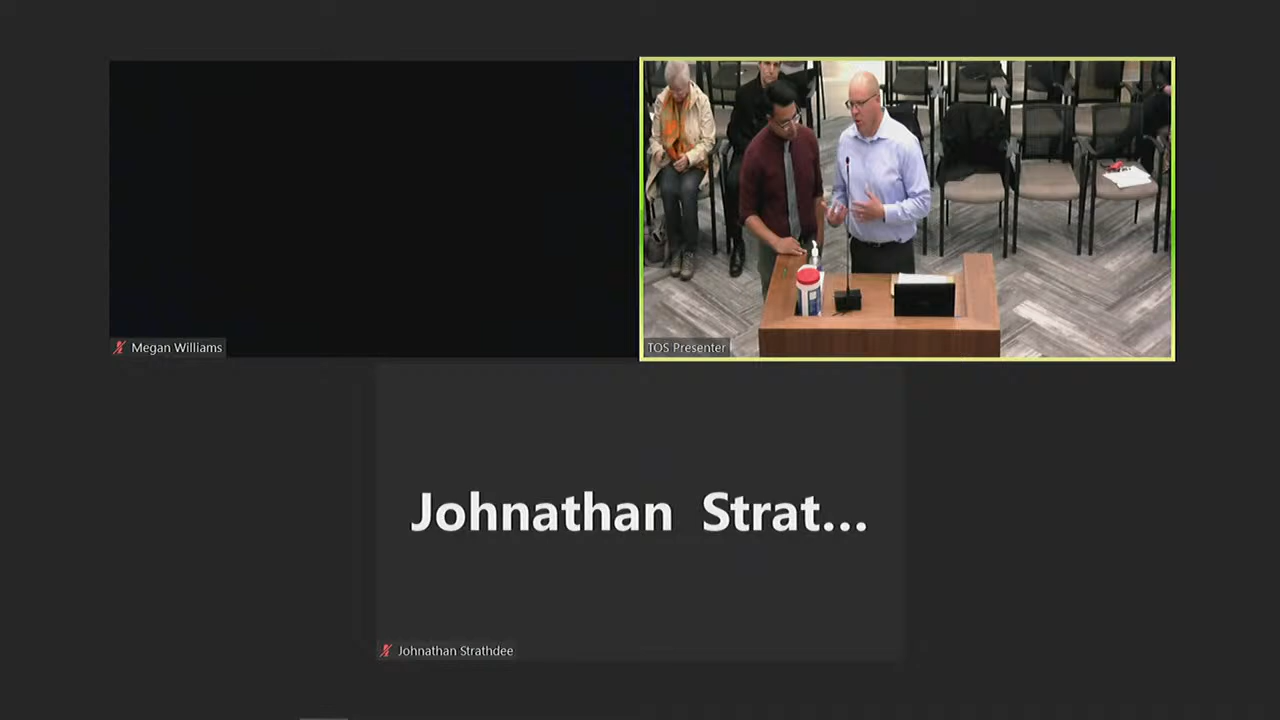 Megan Williams
TOS Presenter
Johnathan Strat...
Johnathan Strathdee